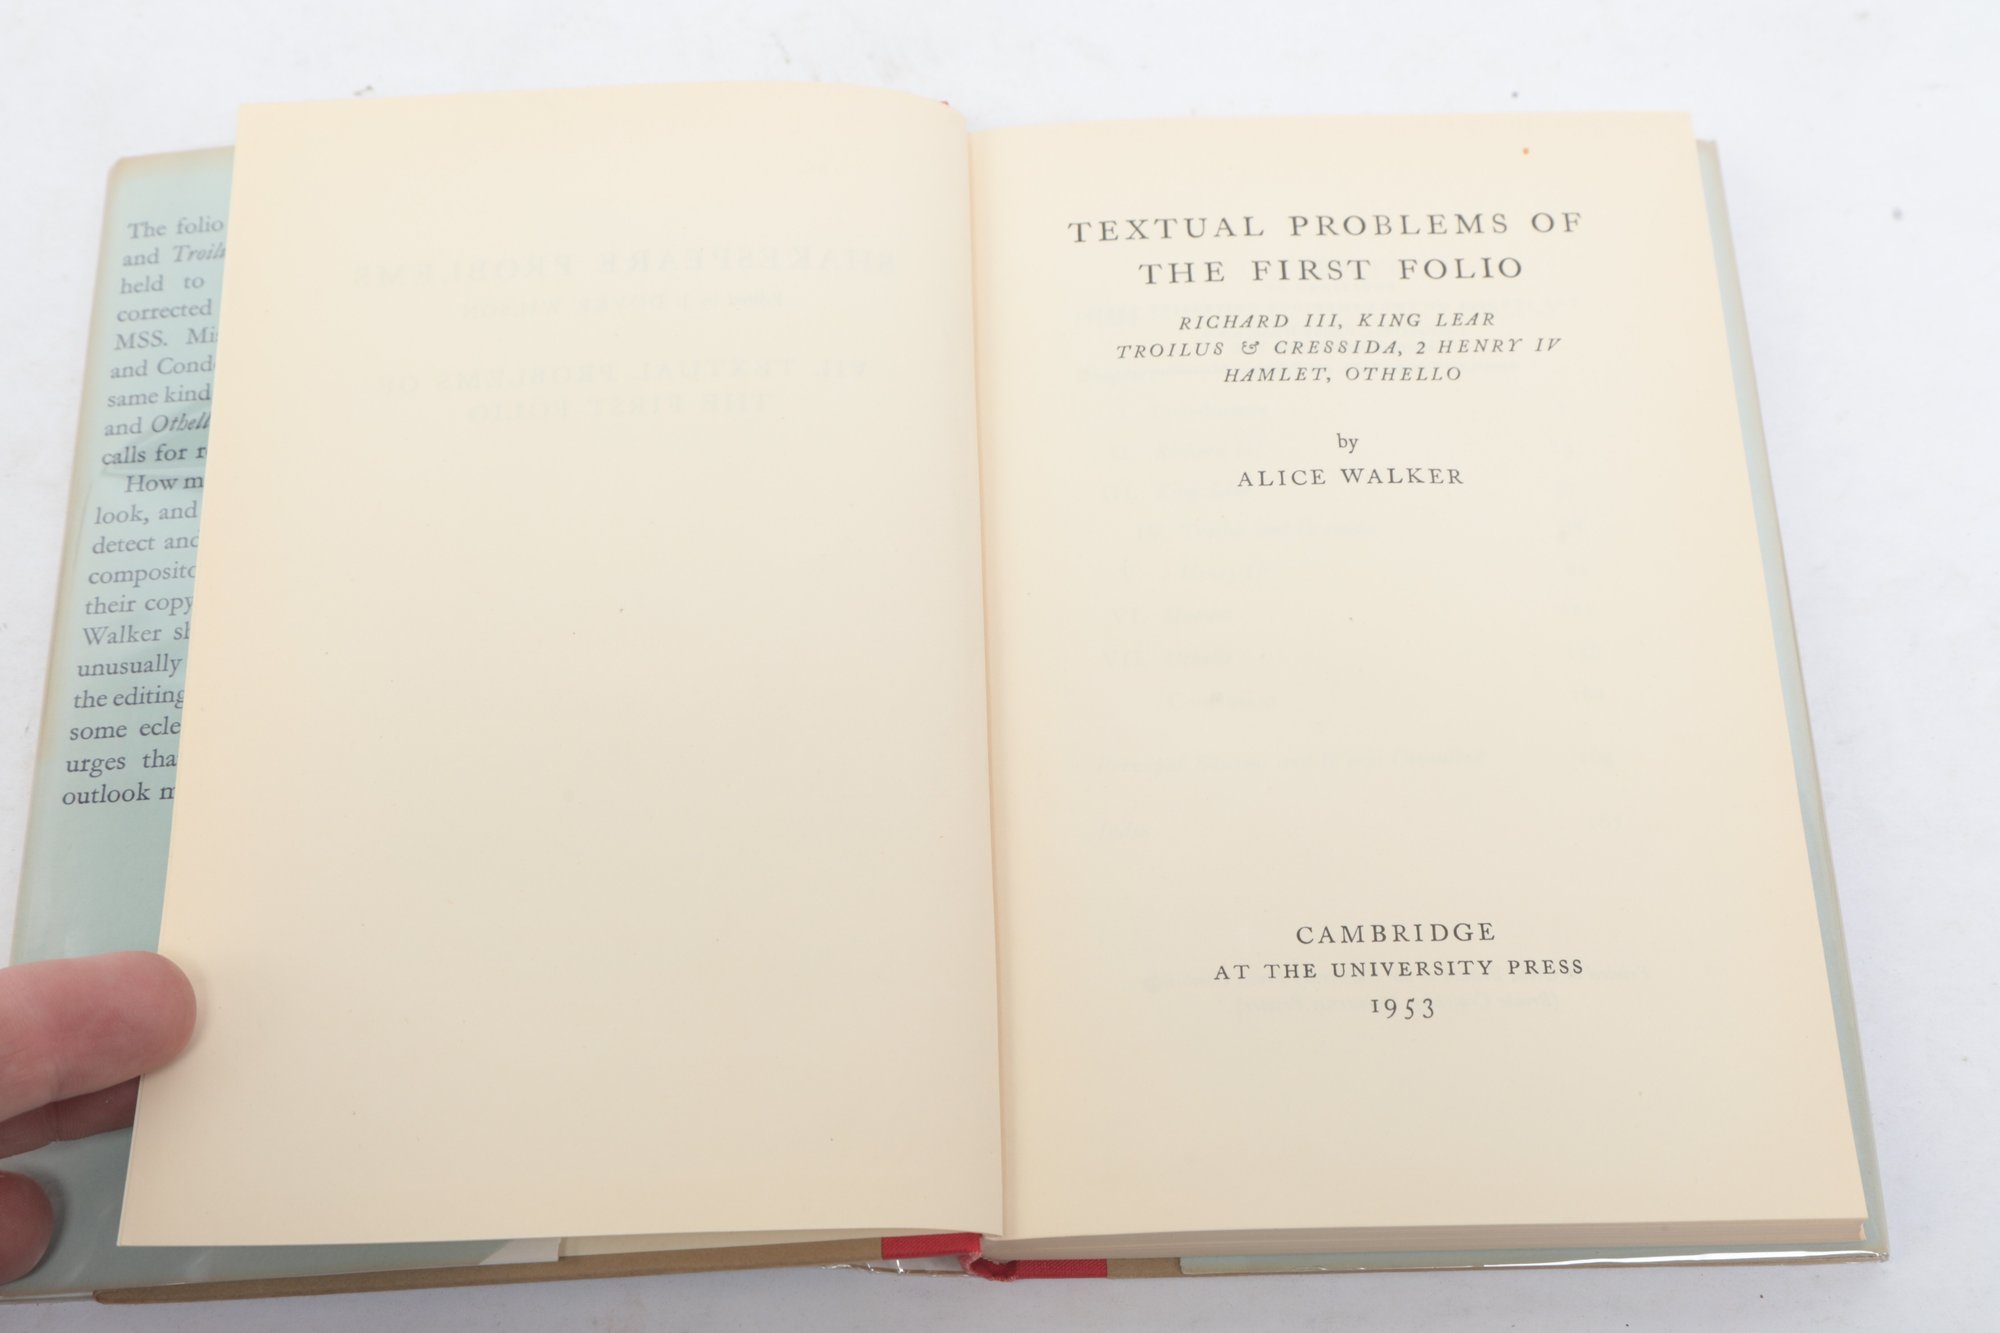 The folio
and Troil
held to
corrected
MSS. Mis
and Cond
same kind
and Othell
calls for r
How m
look, and
detect and
composito
their copy
Walker sh
unusually
the editing
some ecle
urges tha
outlook m
TEXTUAL PROBLEMS OF
THE FIRST FOLIO
RICHARD III, KING LEAR
TROILUS & CRESSIDA, 2 HENRY IV
HAMLET, OTHELLO
by
ALICE WALKER
CAMBRIDGE
AT THE UNIVERSITY PRESS
1953